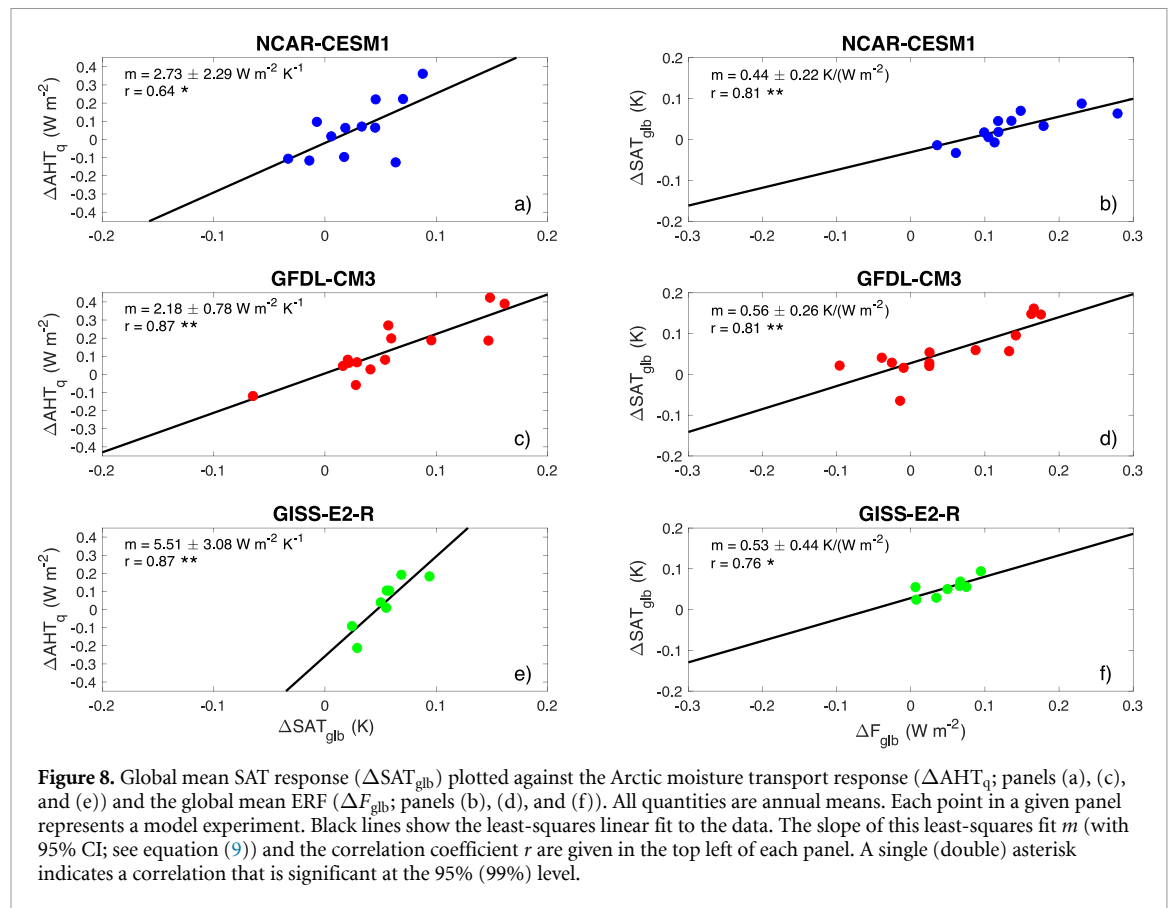 NCAR-CESM1
m = 2.73 ± 2.29 W m⁻² K⁻¹
r = 0.64 *
ΔAHT_q (W m⁻²)
0.4
0.3
0.2
0.1
0
-0.1
-0.2
-0.3
-0.4
-0.2
-0.1
0
0.1
0.2
a)
NCAR-CESM1
m = 0.44 ± 0.22 K/(W m⁻²)
r = 0.81 **
ΔSAT_glb (K)
0.2
0.1
0
-0.1
-0.2
-0.3
-0.2
-0.1
0
0.1
0.2
0.3
b)
GFDL-CM3
m = 2.18 ± 0.78 W m⁻² K⁻¹
r = 0.87 **
ΔAHT_q (W m⁻²)
0.4
0.3
0.2
0.1
0
-0.1
-0.2
-0.3
-0.4
-0.2
-0.1
0
0.1
0.2
c)
GFDL-CM3
m = 0.56 ± 0.26 K/(W m⁻²)
r = 0.81 **
ΔSAT_glb (K)
0.2
0.1
0
-0.1
-0.2
-0.3
-0.2
-0.1
0
0.1
0.2
0.3
d)
GISS-E2-R
m = 5.51 ± 3.08 W m⁻² K⁻¹
r = 0.87 **
ΔAHT_q (W m⁻²)
0.4
0.3
0.2
0.1
0
-0.1
-0.2
-0.3
-0.4
-0.2
-0.1
0
0.1
0.2
ΔSAT_glb (K)
e)
GISS-E2-R
m = 0.53 ± 0.44 K/(W m⁻²)
r = 0.76 *
ΔSAT_glb (K)
0.2
0.1
0
-0.1
-0.2
-0.3
-0.2
-0.1
0
0.1
0.2
0.3
ΔF_glb (W m⁻²)
f)
Figure 8. Global mean SAT response (ΔSAT_glb) plotted against the Arctic moisture transport response (ΔAHT_q; panels (a), (c),
and (e)) and the global mean ERF (ΔF_glb; panels (b), (d), and (f)). All quantities are annual means. Each point in a given panel
represents a model experiment. Black lines show the least-squares linear fit to the data. The slope of this least-squares fit m (with
95% CI; see equation (9)) and the correlation coefficient r are given in the top left of each panel. A single (double) asterisk
indicates a correlation that is significant at the 95% (99%) level.